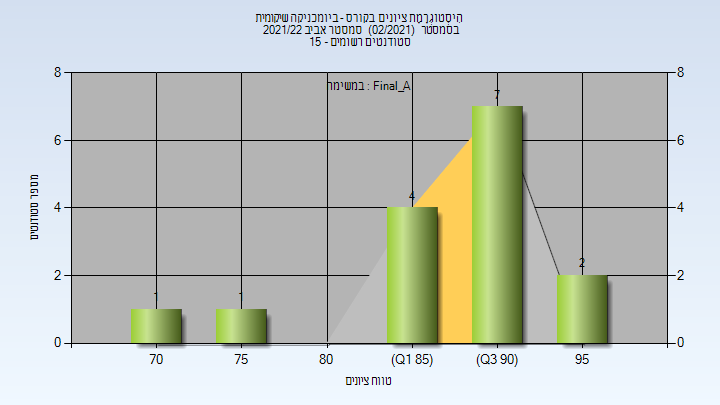 היסטוגרמת ציונים בקורס - ביומכניקה שיקומית
בסמסטר (02/2021) סמסטר אביב 2021/22
סטודנטים רשומים - 15
במשימה : Final_A
8 8
6 6
4 4
2 2
0 0
מספר סטודנטים
1 1 4 7 2
70 75 80 (Q1 85) (Q3 90) 95
טווח ציונים